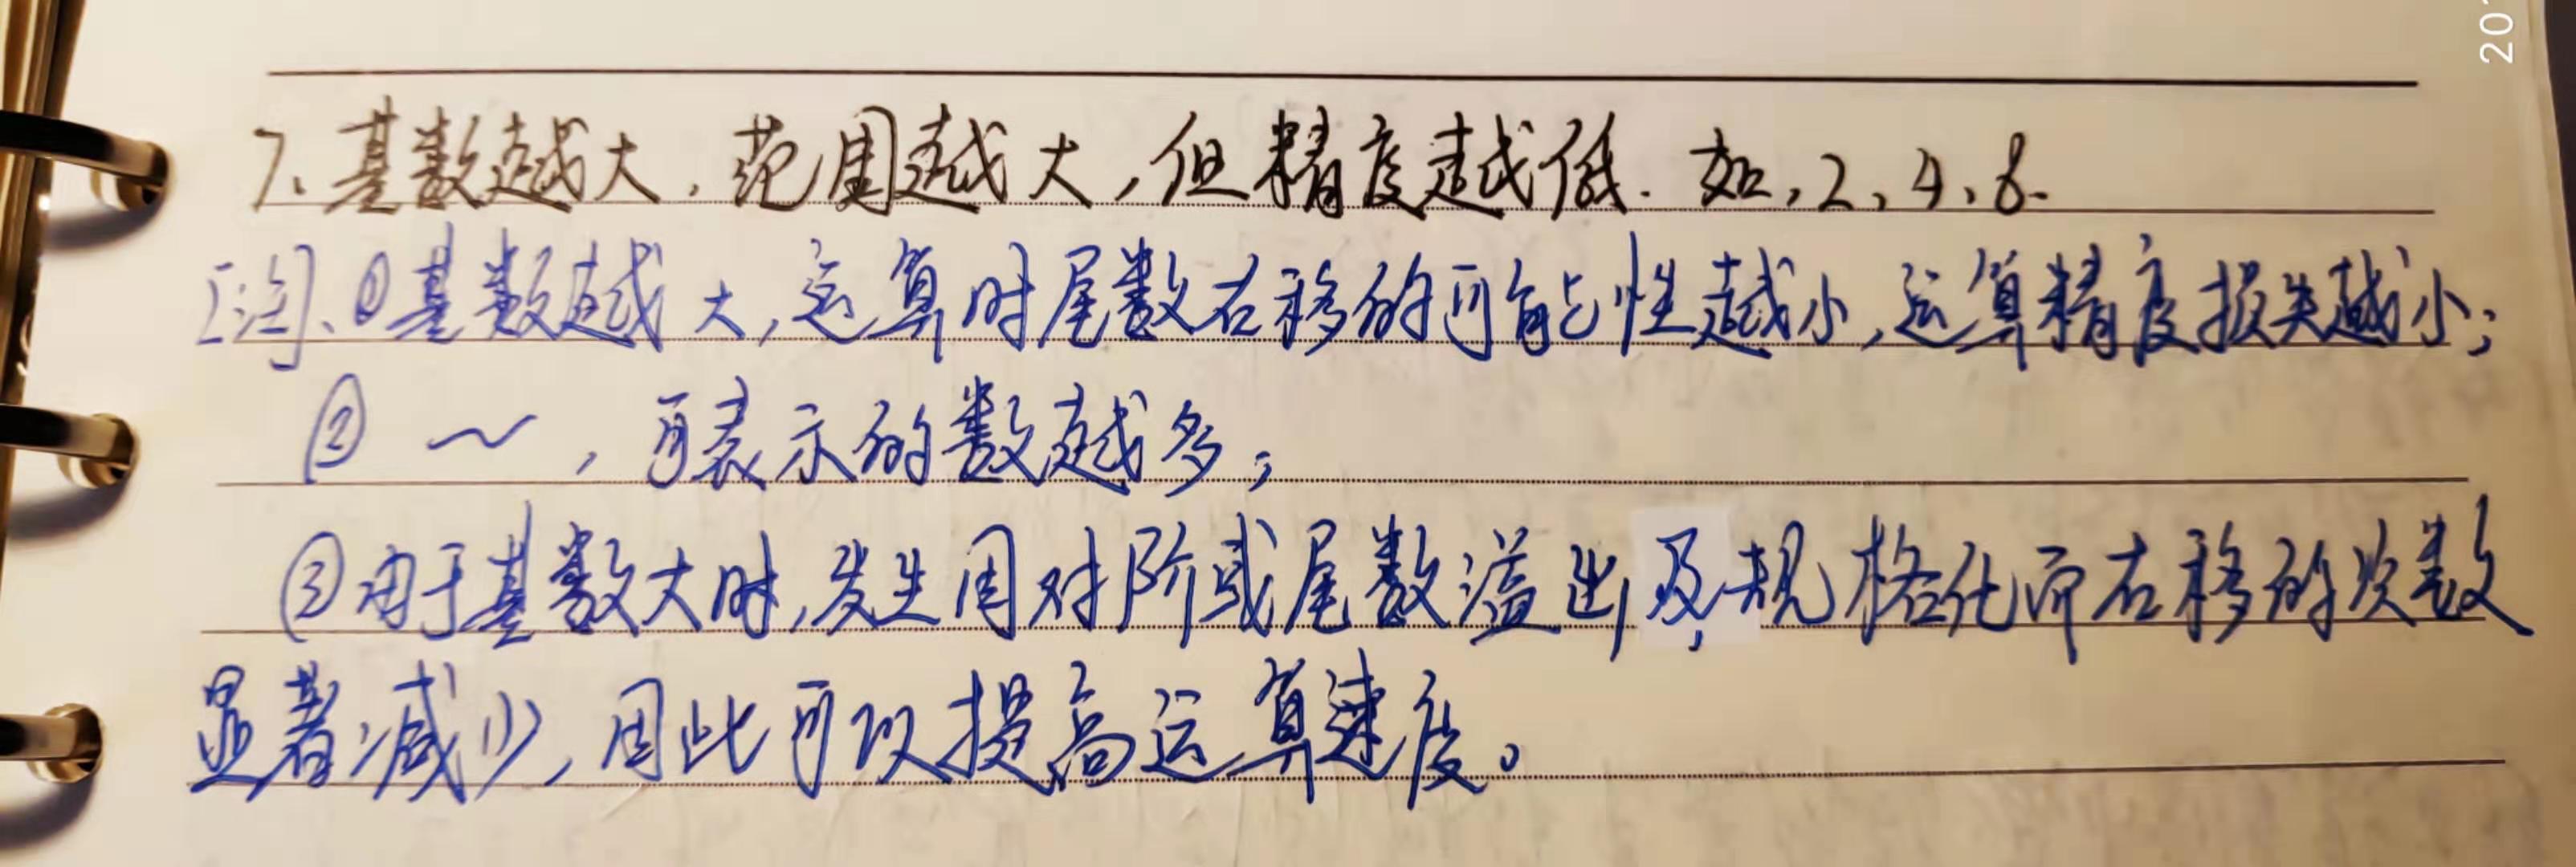 201
7、基数越大，范围越大，但精度越低. 如，2、4、8.
[注]、①基数越大，运算时尾数右移的可能性越小，运算精度损失越小；
② ～，可表示的数越多；
③由于基数大时，发生因对阶或尾数溢出及规格化而右移的次数
显著减少，因此可以提高运算速度。